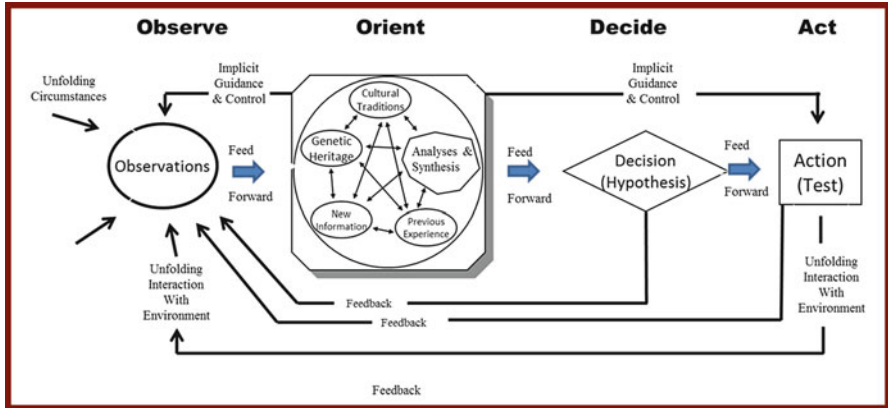 Observe
Orient
Decide
Act
Unfolding
Circumstances
Implicit
Guidance
& Control
Implicit
Guidance
& Control
Observations
Feed
Forward
Cultural
Traditions
Genetic
Heritage
Analyses &
Synthesis
New
Information
Previous
Experience
Feed
Forward
Decision
(Hypothesis)
Feed
Forward
Action
(Test)
Unfolding
Interaction
With
Environment
Unfolding
Interaction
With
Environment
Feedback
Feedback
Feedback